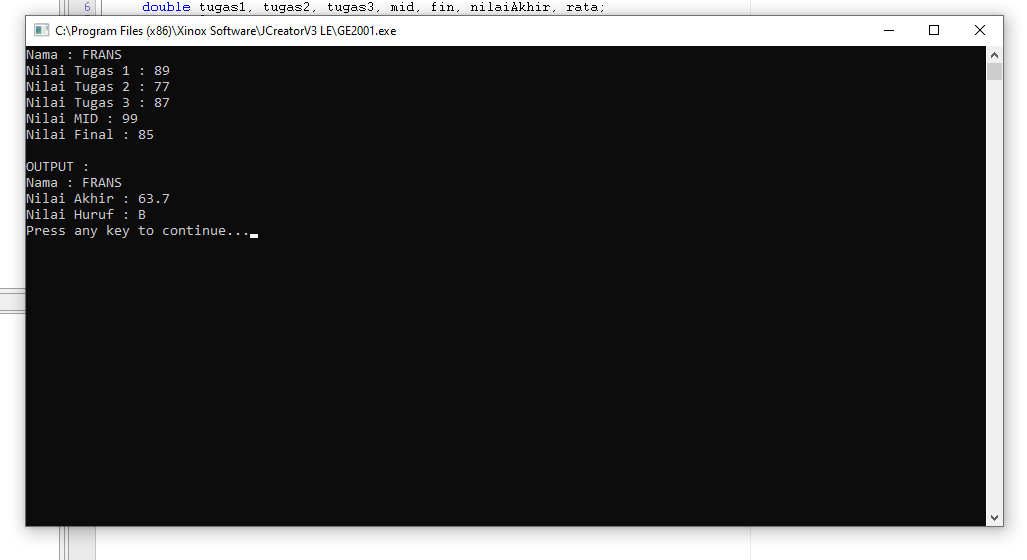 6 double tugas1, tugas2, tugas3, mid, fin, nilaiAkhir, rata;
C:\Program Files (x86)\Xinox Software\JCreatorV3 LE\GE2001.exe
Nama : FRANS
Nilai Tugas 1 : 89
Nilai Tugas 2 : 77
Nilai Tugas 3 : 87
Nilai MID : 99
Nilai Final : 85
OUTPUT :
Nama : FRANS
Nilai Akhir : 63.7
Nilai Huruf : B
Press any key to continue...